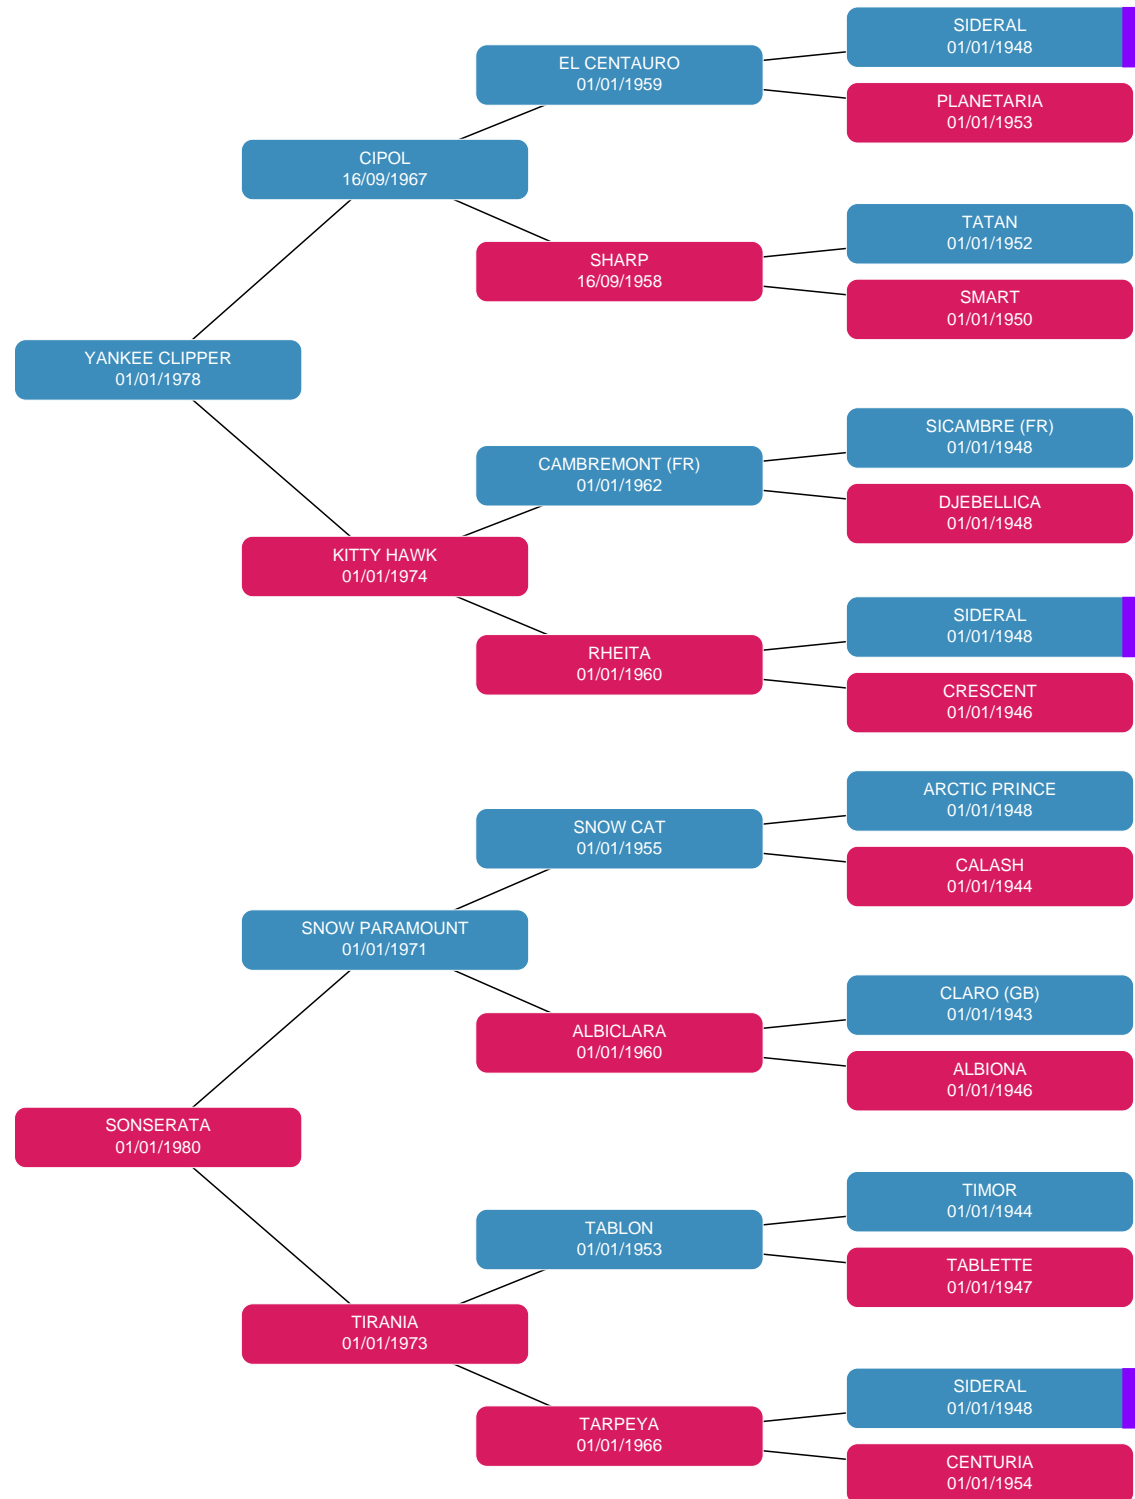 SIDERAL
01/01/1948
EL CENTAURO
01/01/1959
PLANETARIA
01/01/1953
CIPOL
16/09/1967
TATAN
01/01/1952
SHARP
16/09/1958
SMART
01/01/1950
YANKEE CLIPPER
01/01/1978
SICAMBRE (FR)
01/01/1948
CAMBREMONT (FR)
01/01/1962
DJEBELLICA
01/01/1948
KITTY HAWK
01/01/1974
SIDERAL
01/01/1948
RHEITA
01/01/1960
CRESCENT
01/01/1946
ARCTIC PRINCE
01/01/1948
SNOW CAT
01/01/1955
CALASH
01/01/1944
SNOW PARAMOUNT
01/01/1971
CLARO (GB)
01/01/1943
ALBICLARA
01/01/1960
ALBIONA
01/01/1946
SONSERATA
01/01/1980
TIMOR
01/01/1944
TABLON
01/01/1953
TABLETTE
01/01/1947
TIRANIA
01/01/1973
SIDERAL
01/01/1948
TARPEYA
01/01/1966
CENTURIA
01/01/1954